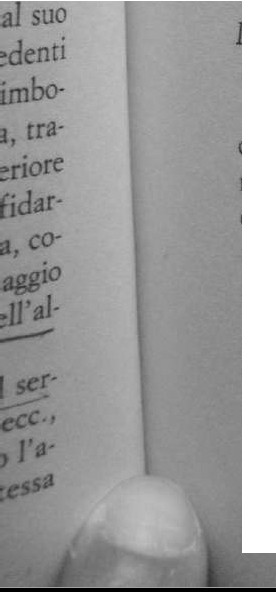 al suo
edenti
imbo-
a, tra-
eriore
fidar-
a, co-
aggio
ell'al-
l ser-
ecc.,
o l'a-
tessa